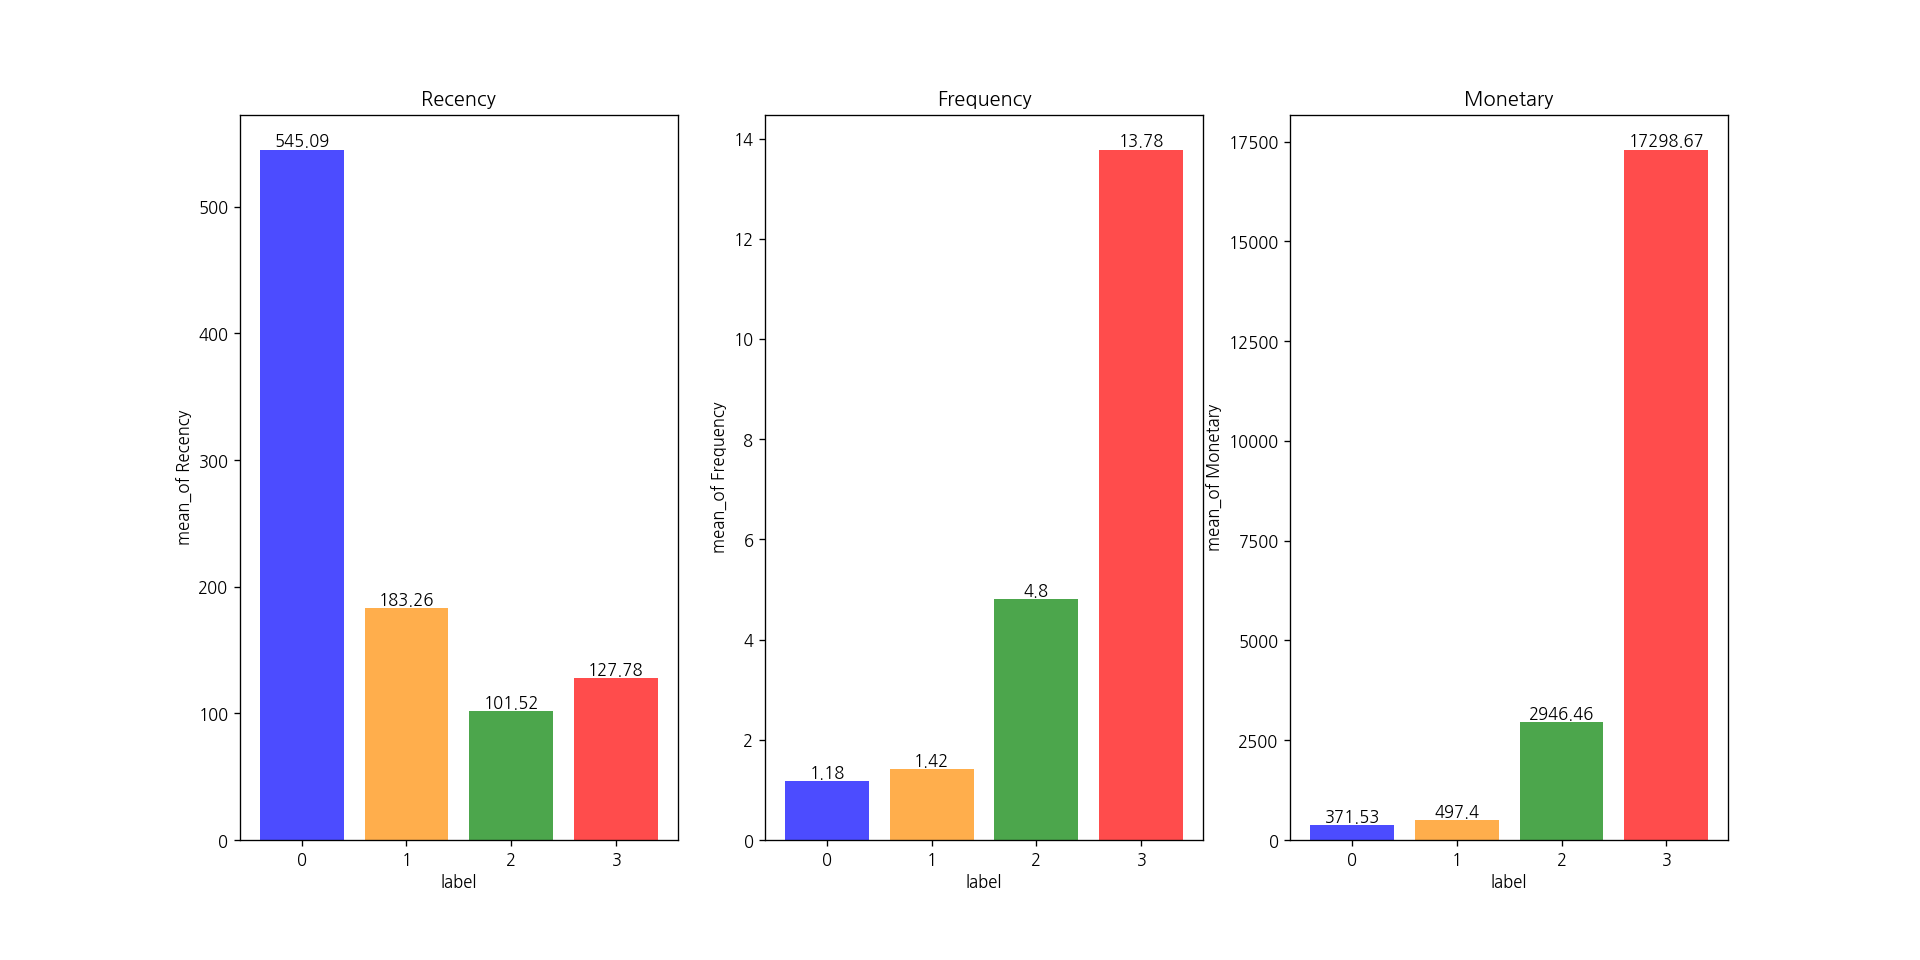 Recency
545.09
500
400
300
200
100
0
183.26
101.52
127.78
mean_of Recency
0 1 2 3
label
Frequency
14
12
10
8
6
4
2
0
13.78
4.8
1.42
1.18
mean_of Frequency
0 1 2 3
label
Monetary
17500
15000
12500
10000
7500
5000
2500
0
17298.67
2946.46
497.4
371.53
mean_of Monetary
0 1 2 3
label